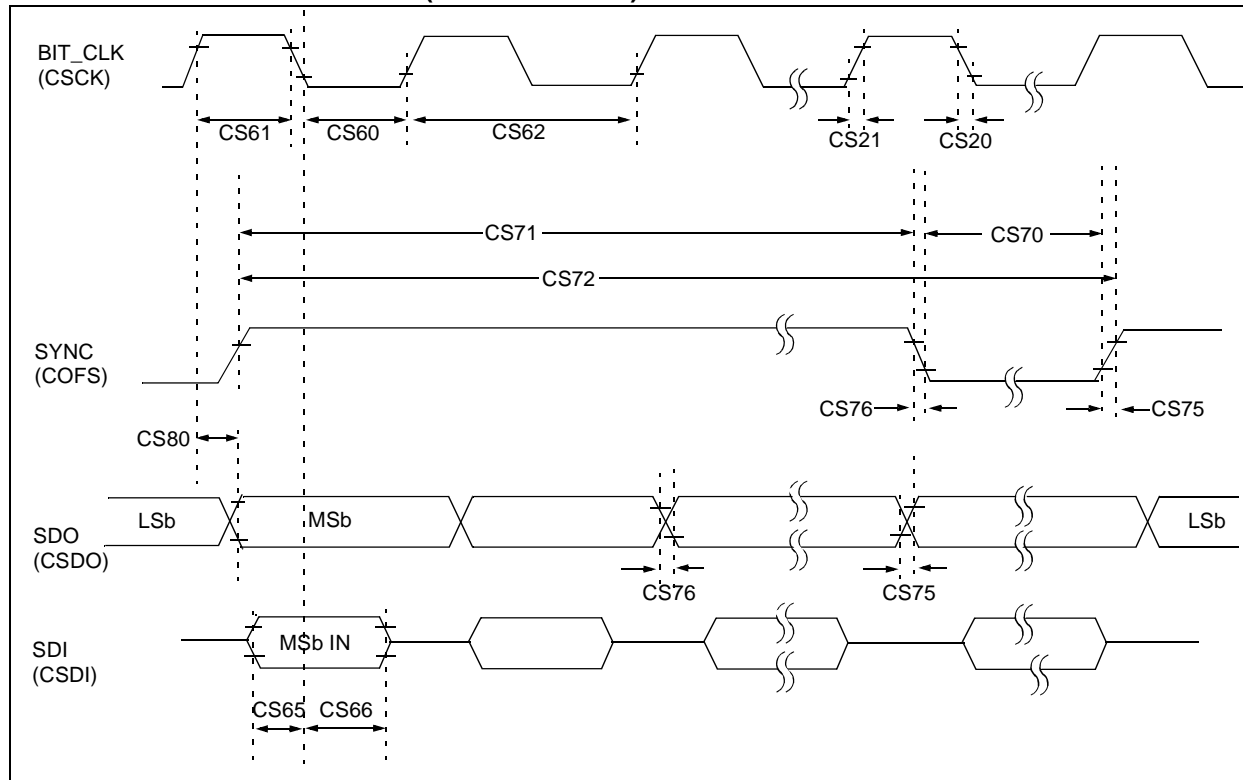 BIT_CLK
(CSCK)
CS61
CS60
CS62
CS21
CS20
CS71
CS70
CS72
SYNC
(COFS)
CS76
CS75
CS80
LSb
MSb
LSb
SDO
(CSDO)
CS76
CS75
SDI
(CSDI)
MSb IN
CS65
CS66